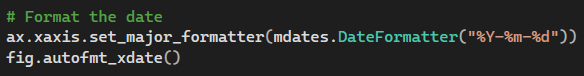 # Format the date
ax.xaxis.set_major_formatter(mdates.DateFormatter("%Y-%m-%d"))
fig.autofmt_xdate()